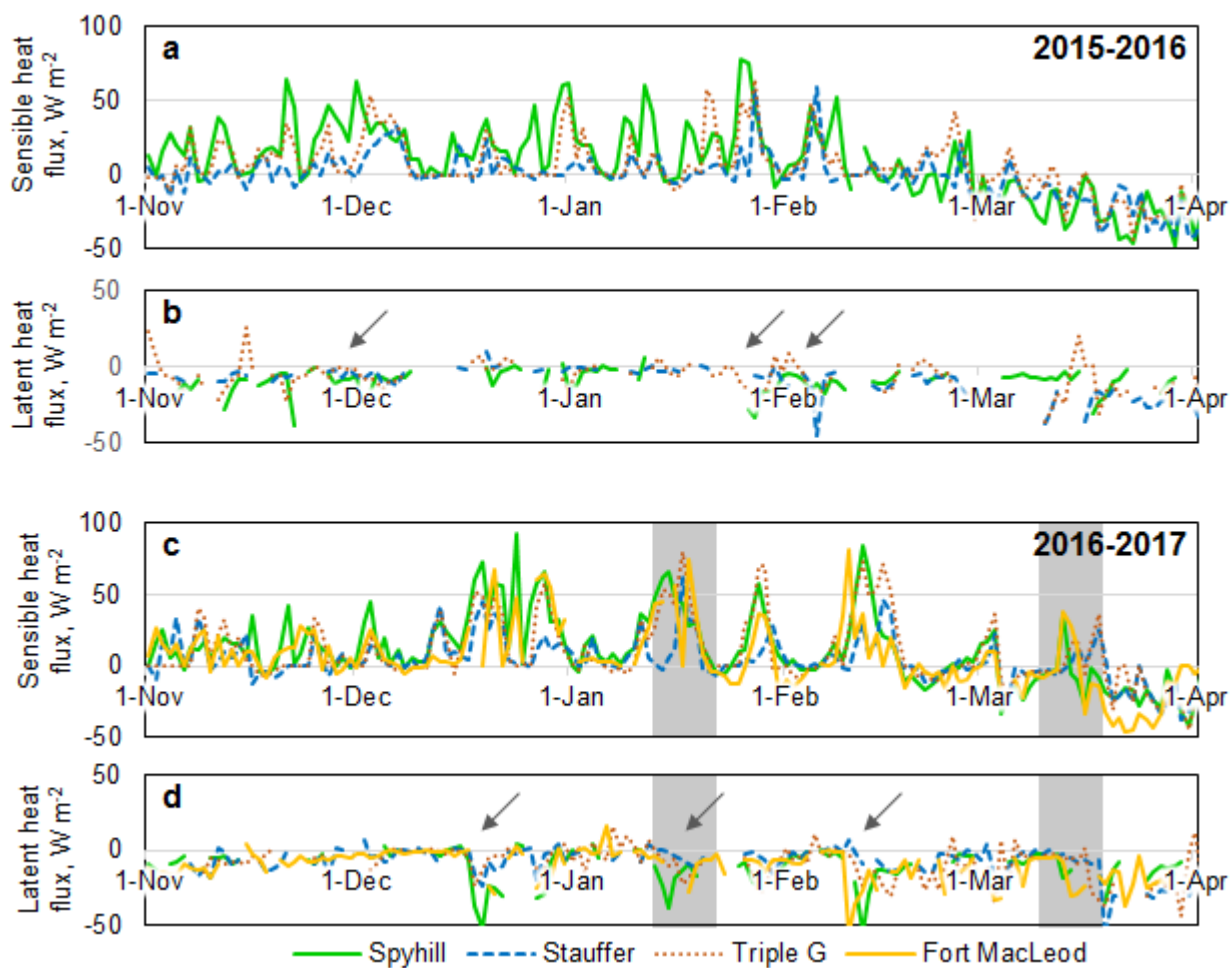 100
50
0
-50
Sensible heat
flux, W m-2
a
2015-2016
1-Nov 1-Dec 1-Jan 1-Feb 1-Mar 1-Apr
50
0
-50
Latent heat
flux, W m-2
b
1-Nov 1-Dec 1-Jan 1-Feb 1-Mar 1-Apr
100
50
0
-50
Sensible heat
flux, W m-2
c
2016-2017
1-Nov 1-Dec 1-Jan 1-Feb 1-Mar 1-Apr
50
0
-50
Latent heat
flux, W m-2
d
1-Nov 1-Dec 1-Jan 1-Feb 1-Mar 1-Apr
Spyhill Stauffer Triple G Fort MacLeod